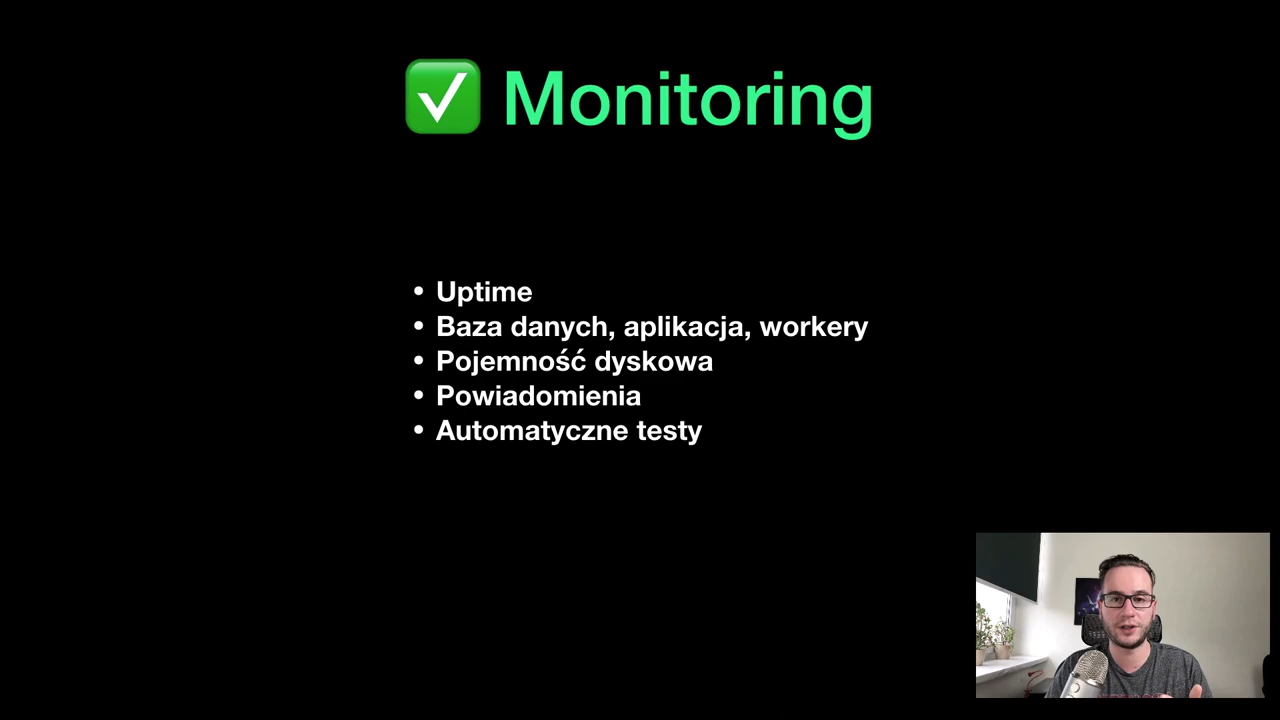 ✅ Monitoring
• Uptime
• Baza danych, aplikacja, workery
• Pojemność dyskowa
• Powiadomienia
• Automatyczne testy